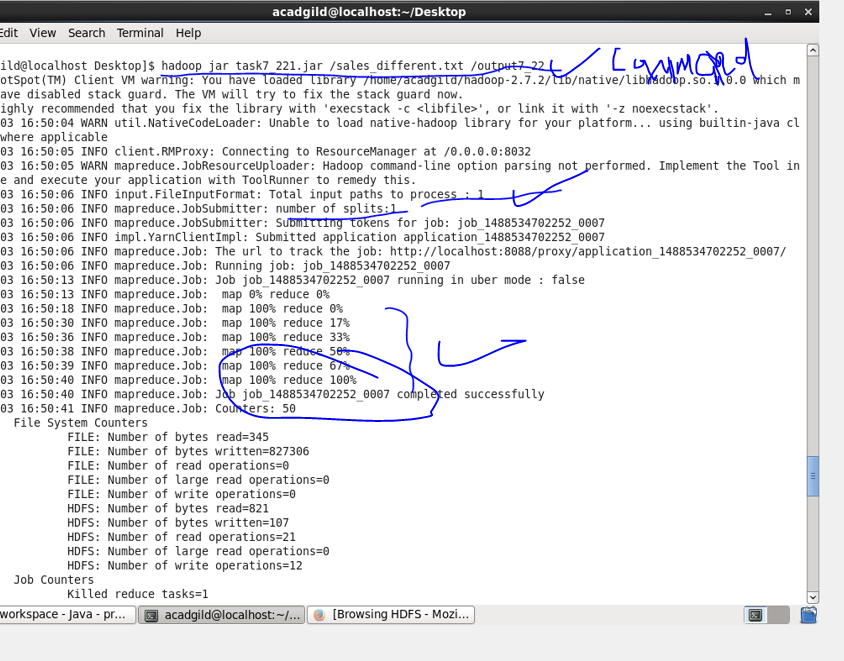 acadgild@localhost:~/Desktop
Edit View Search Terminal Help
ild@localhost Desktop]$ hadoop jar task7_221.jar /sales_different.txt /output7_22 Command
otSpot(TM) Client VM warning: You have loaded library /home/acadgild/hadoop-2.7.2/lib/native/libhadoop.so.1.0.0 which m
ave disabled stack guard. The VM will try to fix the stack guard now.
ighly recommended that you fix the library with 'execstack -c <libfile>', or link it with '-z noexecstack'.
03 16:50:04 WARN util.NativeCodeLoader: Unable to load native-hadoop library for your platform... using builtin-java cl
where applicable
03 16:50:05 INFO client.RMProxy: Connecting to ResourceManager at /0.0.0.0:8032
03 16:50:05 WARN mapreduce.JobResourceUploader: Hadoop command-line option parsing not performed. Implement the Tool in
e and execute your application with ToolRunner to remedy this.
03 16:50:06 INFO input.FileInputFormat: Total input paths to process : 1
03 16:50:06 INFO mapreduce.JobSubmitter: number of splits:1
03 16:50:06 INFO mapreduce.JobSubmitter: Submitting tokens for job: job_1488534702252_0007
03 16:50:06 INFO impl.YarnClientImpl: Submitted application application_1488534702252_0007
03 16:50:06 INFO mapreduce.Job: The url to track the job: http://localhost:8088/proxy/application_1488534702252_0007/
03 16:50:06 INFO mapreduce.Job: Running job: job_1488534702252_0007
03 16:50:13 INFO mapreduce.Job: Job job_1488534702252_0007 running in uber mode : false
03 16:50:13 INFO mapreduce.Job:  map 0% reduce 0%
03 16:50:18 INFO mapreduce.Job:  map 100% reduce 0%
03 16:50:30 INFO mapreduce.Job:  map 100% reduce 17%
03 16:50:36 INFO mapreduce.Job:  map 100% reduce 33%
03 16:50:38 INFO mapreduce.Job:  map 100% reduce 50%
03 16:50:39 INFO mapreduce.Job:  map 100% reduce 67%
03 16:50:40 INFO mapreduce.Job:  map 100% reduce 100%
03 16:50:40 INFO mapreduce.Job: Job job_1488534702252_0007 completed successfully
03 16:50:41 INFO mapreduce.Job: Counters: 50
File System Counters
FILE: Number of bytes read=345
FILE: Number of bytes written=827306
FILE: Number of read operations=0
FILE: Number of large read operations=0
FILE: Number of write operations=0
HDFS: Number of bytes read=821
HDFS: Number of bytes written=107
HDFS: Number of read operations=21
HDFS: Number of large read operations=0
HDFS: Number of write operations=12
Job Counters
Killed reduce tasks=1
workspace - Java - pr... acadgild@localhost:~/... [Browsing HDFS - Mozi...